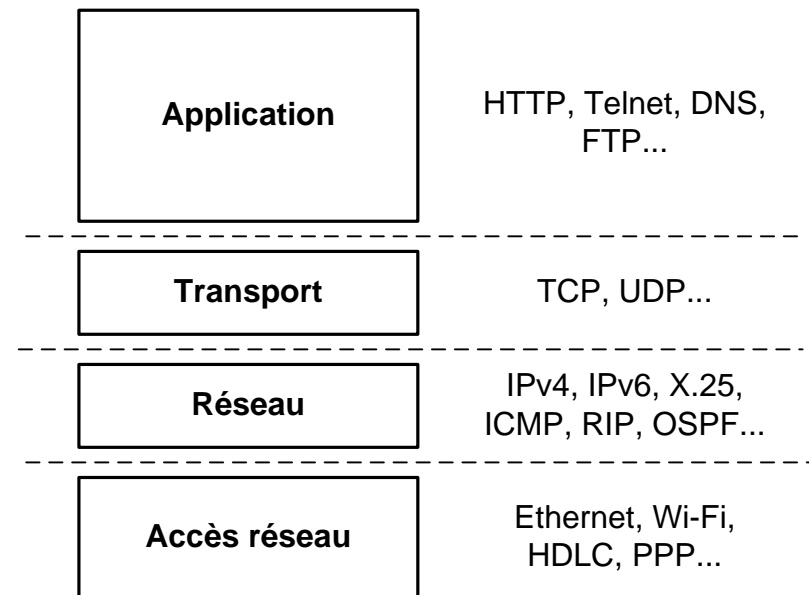 Application
HTTP, Telnet, DNS,
FTP...
Transport
TCP, UDP...
Réseau
IPv4, IPv6, X.25,
ICMP, RIP, OSPF...
Accès réseau
Ethernet, Wi-Fi,
HDLC, PPP...